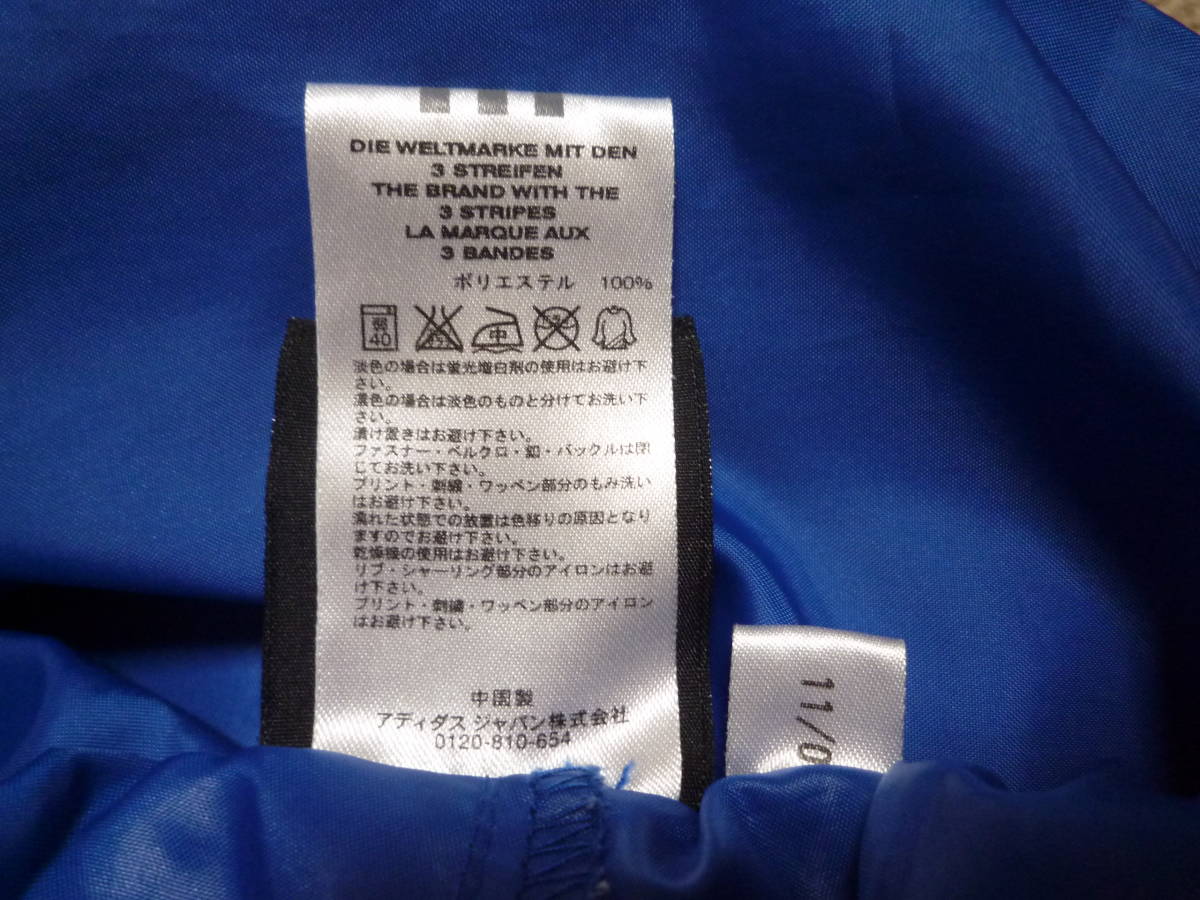 DIE WELTMARKE MIT DEN
3 STREIFEN
THE BRAND WITH THE
3 STRIPES
LA MARQUE AUX
3 BANDES
ポリエステル 100%
弱
40
中
淡色の場合は蛍光増白剤の使用はお避け下
さい。
濃色の場合は淡色のものと分けてお洗い下
さい。
漬け置きはお避け下さい。
ファスナー・ベルクロ・釦・バックルは閉
じてお洗い下さい。
プリント・刺繍・ワッペン部分のもみ洗い
はお避け下さい。
濡れた状態での放置は色移りの原因となり
ますのでお避け下さい。
乾燥機の使用はお避け下さい。
リブ・シャーリング部分のアイロンはお避
け下さい。
プリント・刺繍・ワッペン部分のアイロン
はお避け下さい。
中国製
アディダス ジャパン株式会社
0120-810-654
11/0